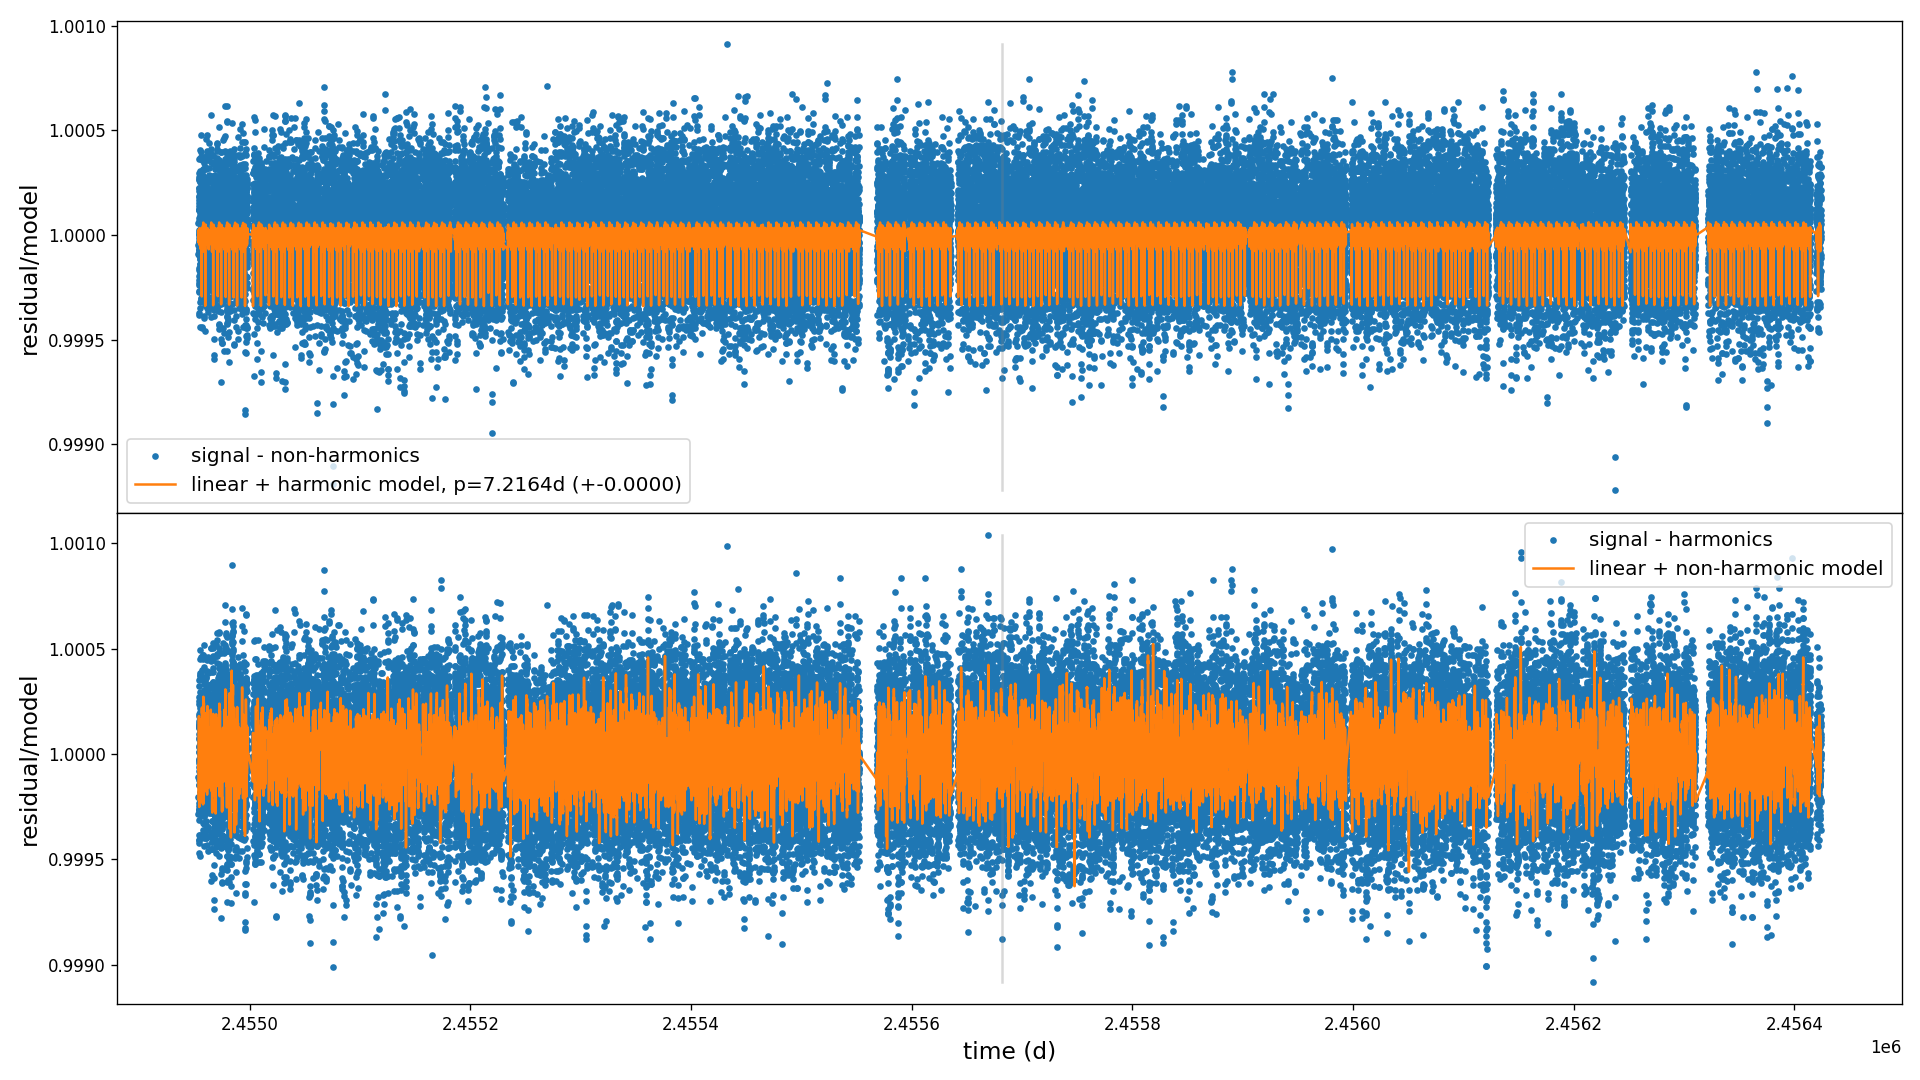 1.0010
1.0005
1.0000
0.9995
0.9990
residual/model
signal - non-harmonics
linear + harmonic model, p=7.2164d (+-0.0000)
1.0010
1.0005
1.0000
0.9995
0.9990
residual/model
signal - harmonics
linear + non-harmonic model
2.4550 2.4552 2.4554 2.4556 2.4558 2.4560 2.4562 2.4564
1e6
time (d)